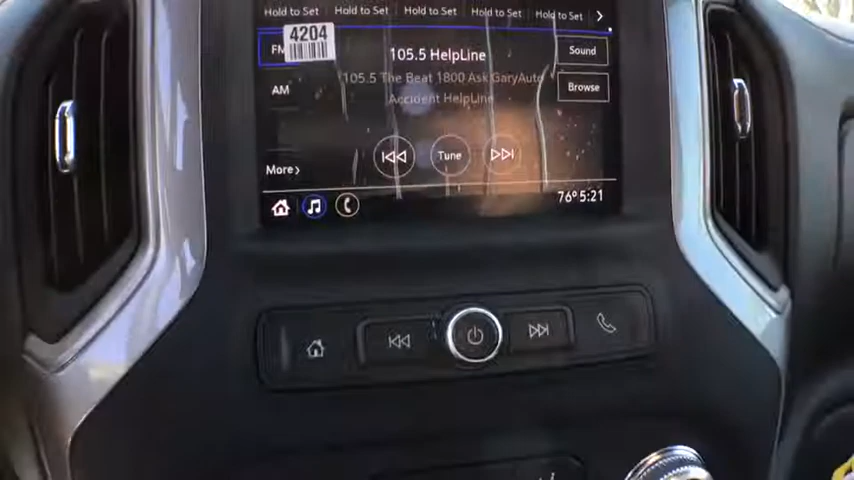 Hold to Set Hold to Set Hold to Set Hold to Set Hold to Set
4204
FM
105.5 HelpLine
Sound
105.5 The Beat 1800 Ask GaryAuto
AM
Browse
Accident HelpLine
Tune
More
76° 5:21